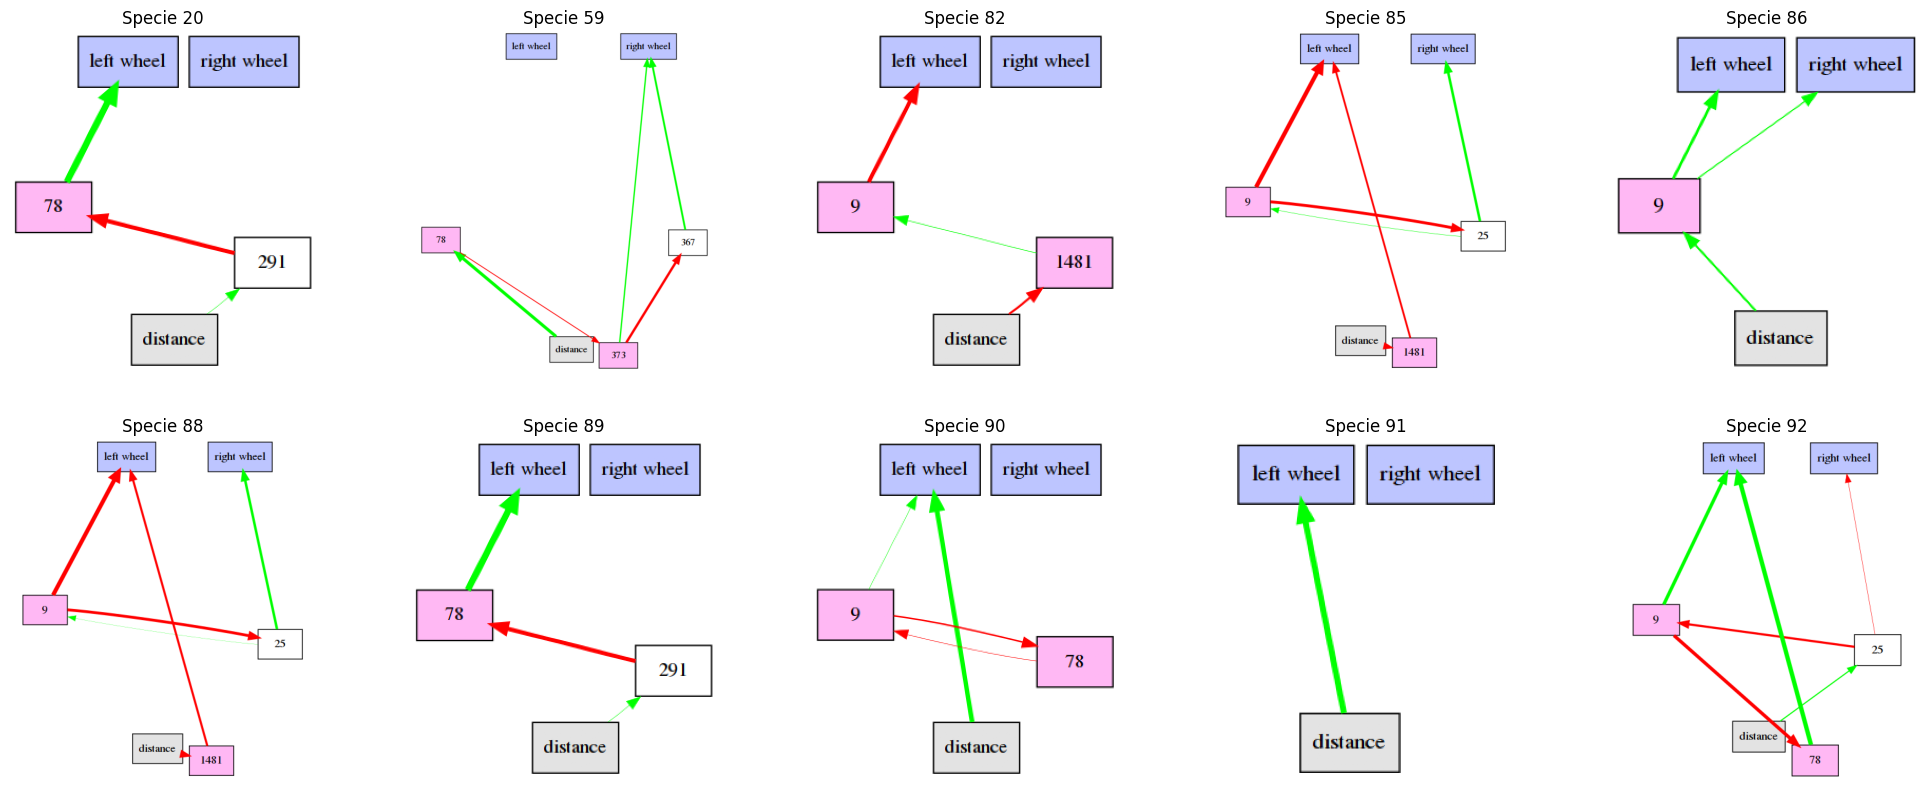 Specie 20
left wheel
right wheel
78
291
distance
Specie 59
left wheel
right wheel
78
367
distance
373
Specie 82
left wheel
right wheel
9
1481
distance
Specie 85
left wheel
right wheel
9
25
distance
1481
Specie 86
left wheel
right wheel
9
distance
Specie 88
left wheel
right wheel
9
25
distance
1481
Specie 89
left wheel
right wheel
78
291
distance
Specie 90
left wheel
right wheel
9
78
distance
Specie 91
left wheel
right wheel
distance
Specie 92
left wheel
right wheel
9
25
distance
78